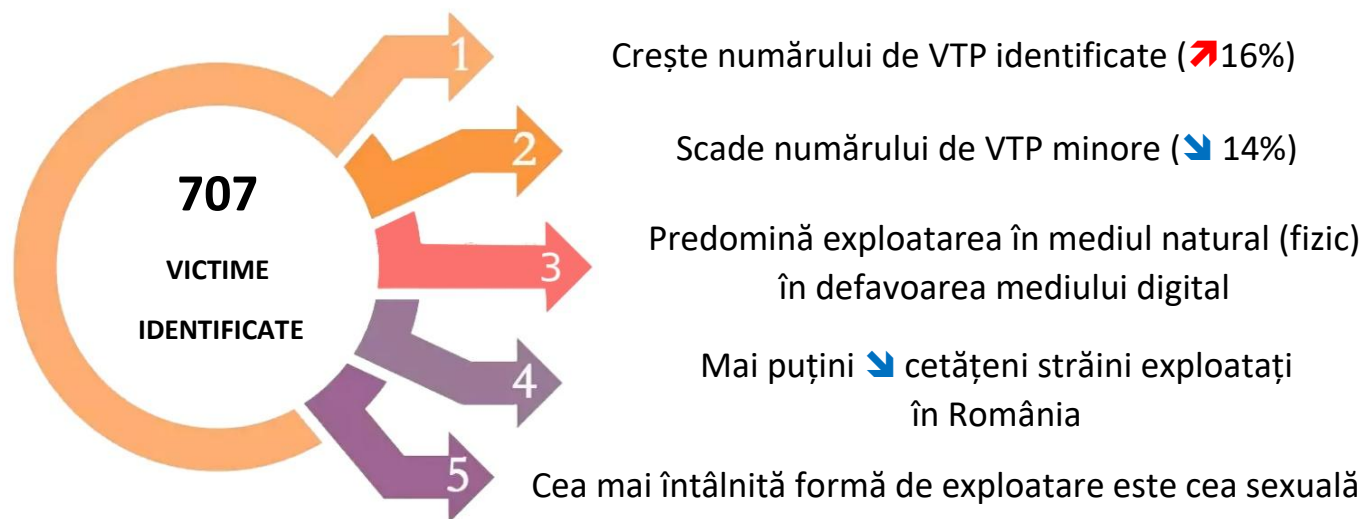 707
VICTIME
IDENTIFICATE
1
Crește numărului de VTP identificate (↗16%)
2
Scade numărului de VTP minore (↘ 14%)
3
Predomină exploatarea în mediul natural (fizic)
în defavoarea mediului digital
4
Mai puțini ↘ cetățeni străini exploatați
în România
5
Cea mai întâlnită formă de exploatare este cea sexuală